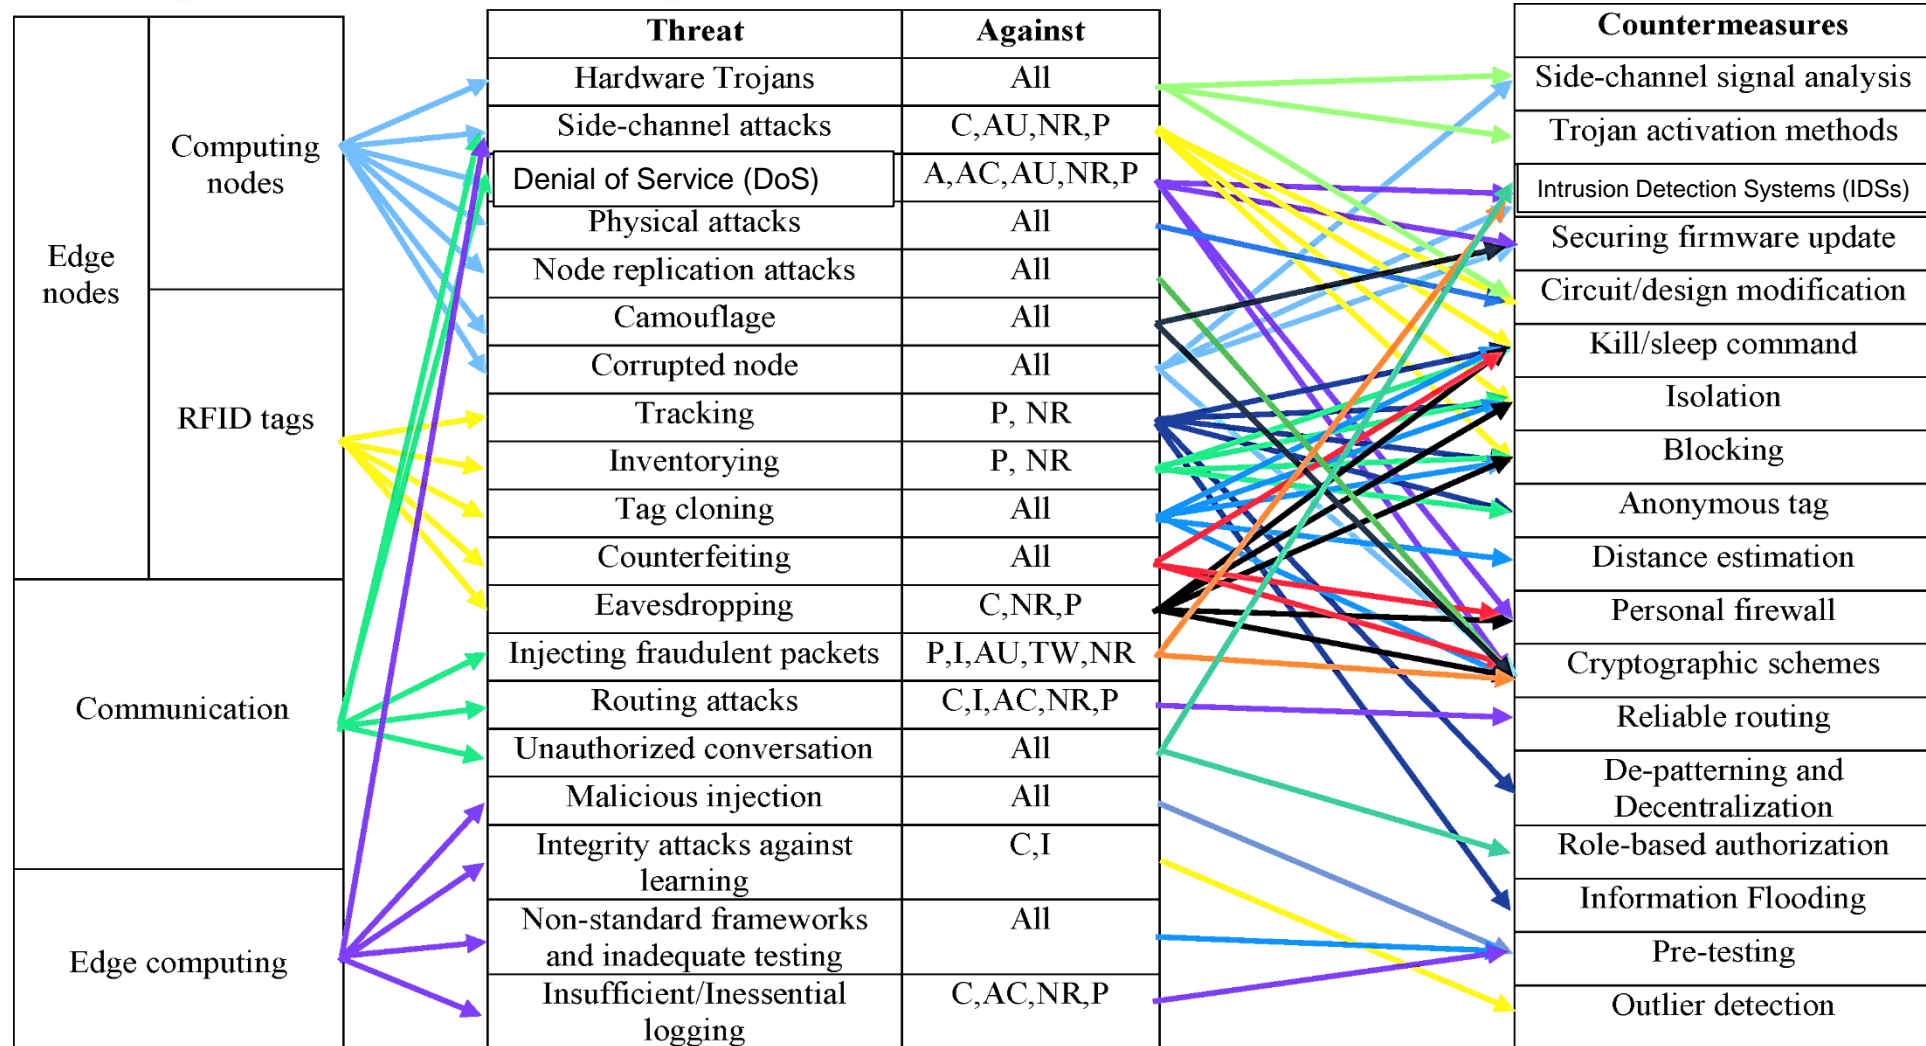 Threat Against Countermeasures
Hardware Trojans All Side-channel signal analysis
Side-channel attacks C,AU,NR,P Trojan activation methods
Computing
nodes
Denial of Service (DoS) A,AC,AU,NR,P Intrusion Detection Systems (IDSs)
Physical attacks All Securing firmware update
Edge
nodes
Node replication attacks All Circuit/design modification
Camouflage All Kill/sleep command
Corrupted node All Isolation
RFID tags
Tracking P, NR Blocking
Inventorying P, NR Anonymous tag
Tag cloning All Distance estimation
Counterfeiting All Personal firewall
Eavesdropping C,NR,P Cryptographic schemes
Injecting fraudulent packets P,I,AU,TW,NR Reliable routing
Communication
Routing attacks C,I,AC,NR,P De-patterning and
Decentralization
Unauthorized conversation All Role-based authorization
Malicious injection All Information Flooding
Integrity attacks against
learning C,I Pre-testing
Edge computing
Non-standard frameworks
and inadequate testing All Outlier detection
Insufficient/Inessential
logging C,AC,NR,P